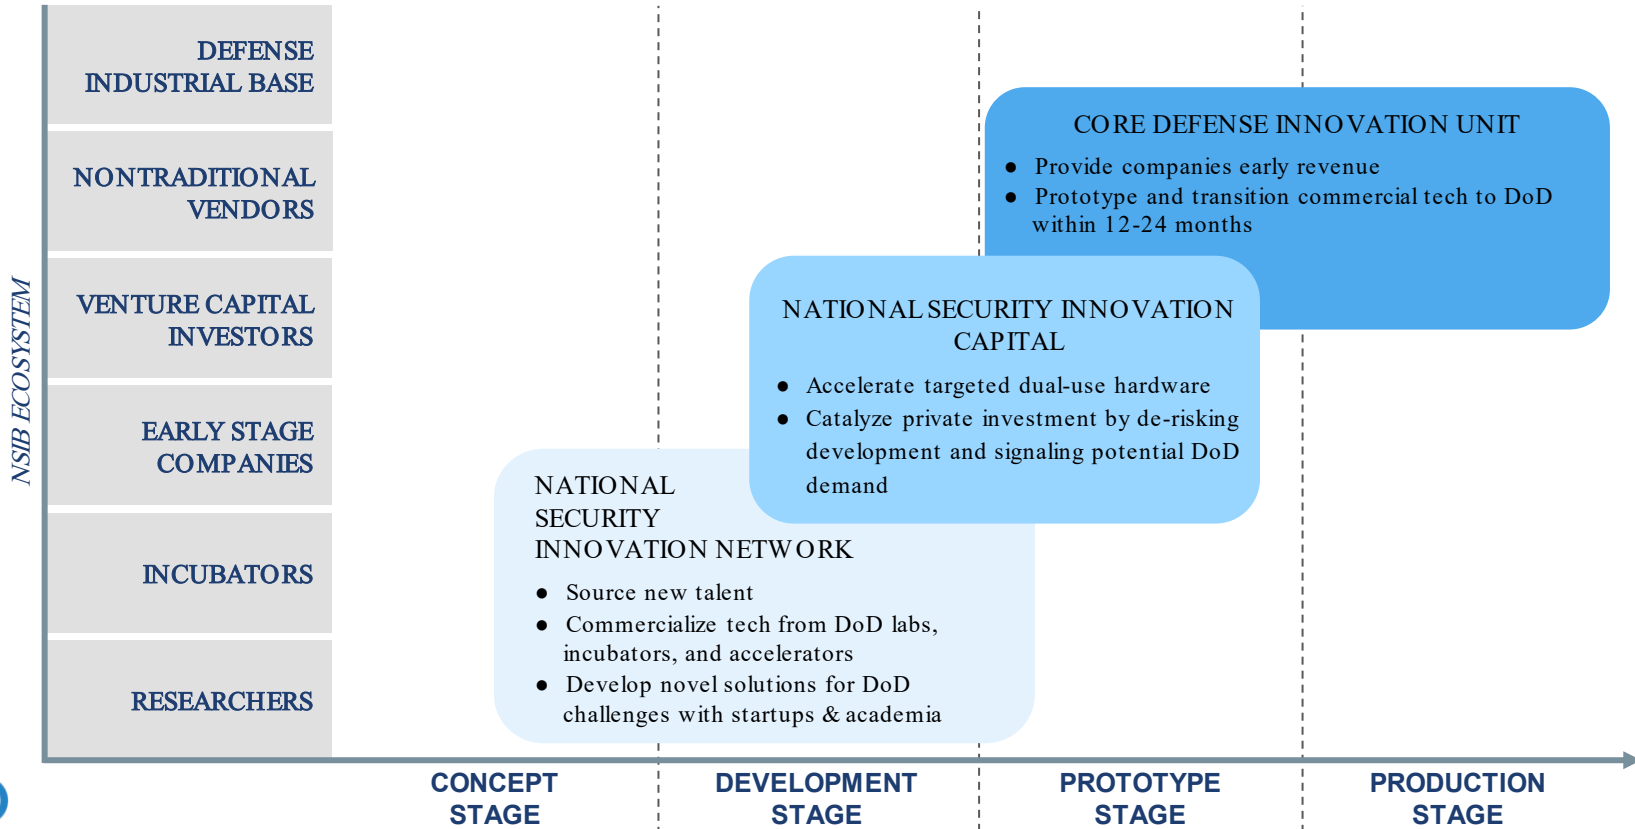 NSIB ECOSYSTEM
DEFENSE
INDUSTRIAL BASE
NONTRADITIONAL
VENDORS
VENTURE CAPITAL
INVESTORS
EARLY STAGE
COMPANIES
INCUBATORS
RESEARCHERS
CORE DEFENSE INNOVATION UNIT
● Provide companies early revenue
● Prototype and transition commercial tech to DoD
within 12-24 months
NATIONAL SECURITY INNOVATION
CAPITAL
● Accelerate targeted dual-use hardware
● Catalyze private investment by de-risking
development and signaling potential DoD
demand
NATIONAL
SECURITY
INNOVATION NETWORK
● Source new talent
● Commercialize tech from DoD labs,
incubators, and accelerators
● Develop novel solutions for DoD
challenges with startups & academia
CONCEPT
STAGE
DEVELOPMENT
STAGE
PROTOTYPE
STAGE
PRODUCTION
STAGE